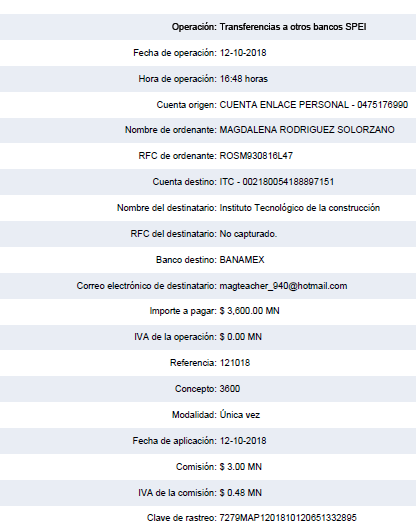 Operación: Transferencias a otros bancos SPEI
Fecha de operación: 12-10-2018
Hora de operación: 16:48 horas
Cuenta origen: CUENTA ENLACE PERSONAL - 0475176990
Nombre de ordenante: MAGDALENA RODRIGUEZ SOLORZANO
RFC de ordenante: ROSM930816L47
Cuenta destino: ITC - 002180054188897151
Nombre del destinatario: Instituto Tecnológico de la construcción
RFC del destinatario: No capturado.
Banco destino: BANAMEX
Correo electrónico de destinatario: magteacher_940@hotmail.com
Importe a pagar: $ 3,600.00 MN
IVA de la operación: $ 0.00 MN
Referencia: 121018
Concepto: 3600
Modalidad: Única vez
Fecha de aplicación: 12-10-2018
Comisión: $ 3.00 MN
IVA de la comisión: $ 0.48 MN
Clave de rastreo: 7279MAP1201810120651332895